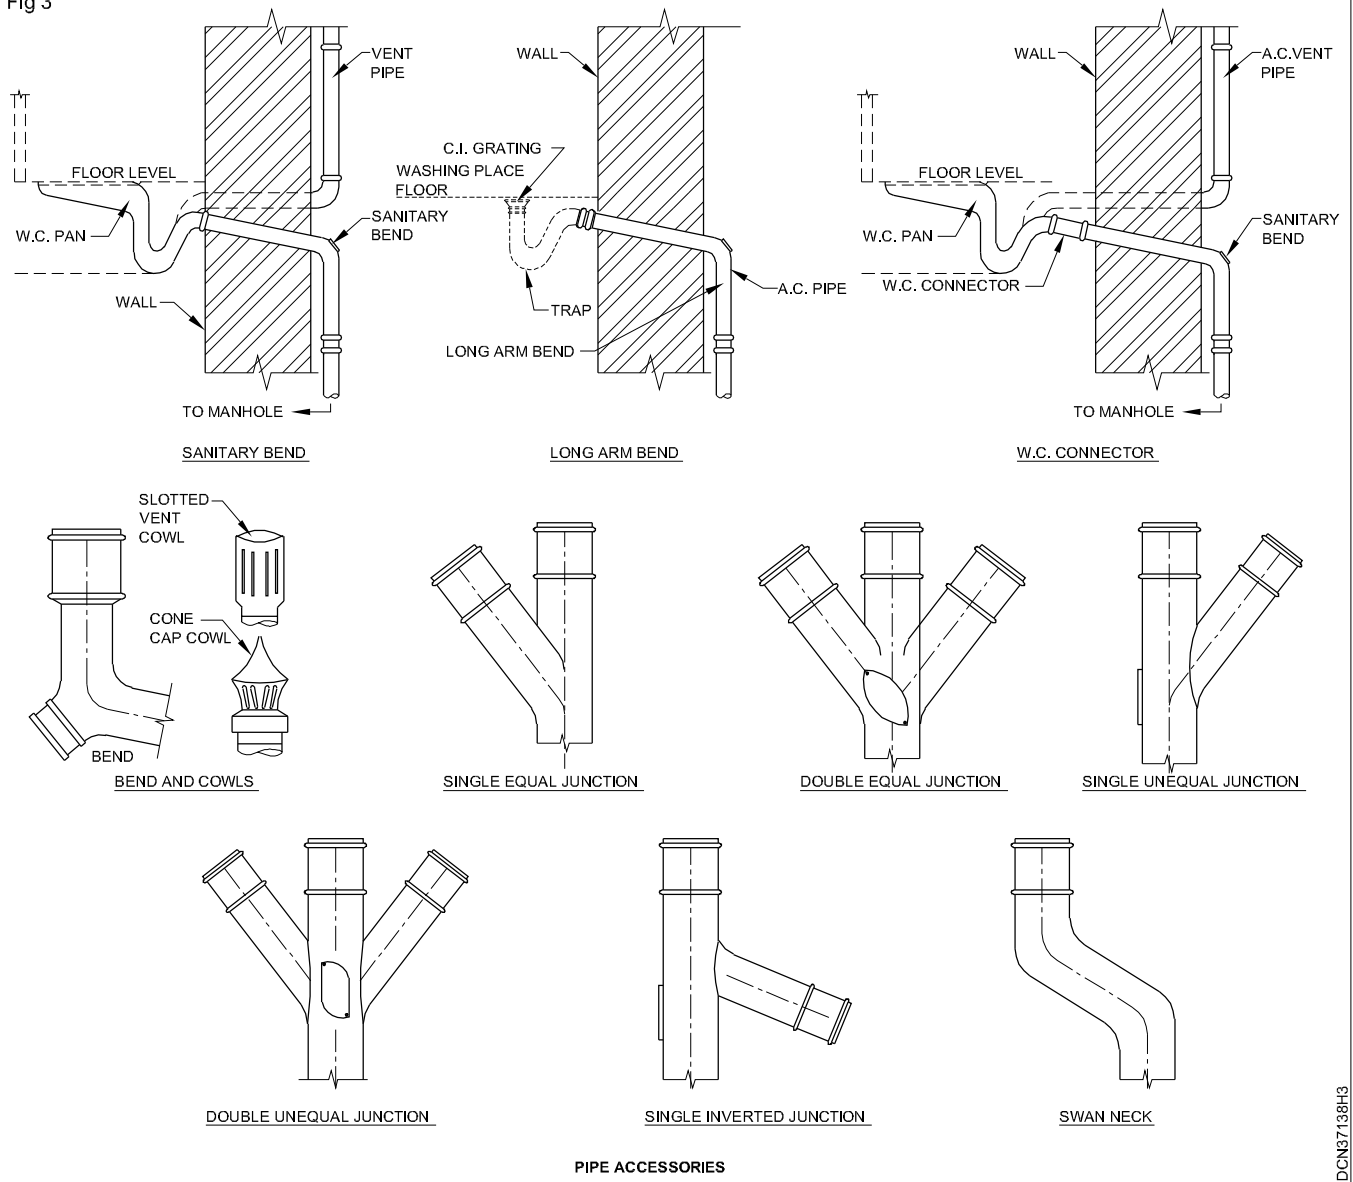 Fig 3
VENT
PIPE
FLOOR LEVEL
W.C. PAN
SANITARY
BEND
WALL
TO MANHOLE
SANITARY BEND
WALL
C.I. GRATING
WASHING PLACE
FLOOR
A.C. PIPE
TRAP
LONG ARM BEND
LONG ARM BEND
WALL
A.C.VENT
PIPE
FLOOR LEVEL
W.C. PAN
SANITARY
BEND
W.C. CONNECTOR
TO MANHOLE
W.C. CONNECTOR
SLOTTED
VENT
COWL
CONE
CAP COWL
BEND
BEND AND COWLS
SINGLE EQUAL JUNCTION
DOUBLE EQUAL JUNCTION
SINGLE UNEQUAL JUNCTION
DOUBLE UNEQUAL JUNCTION
SINGLE INVERTED JUNCTION
SWAN NECK
PIPE ACCESSORIES
DCN37138H3